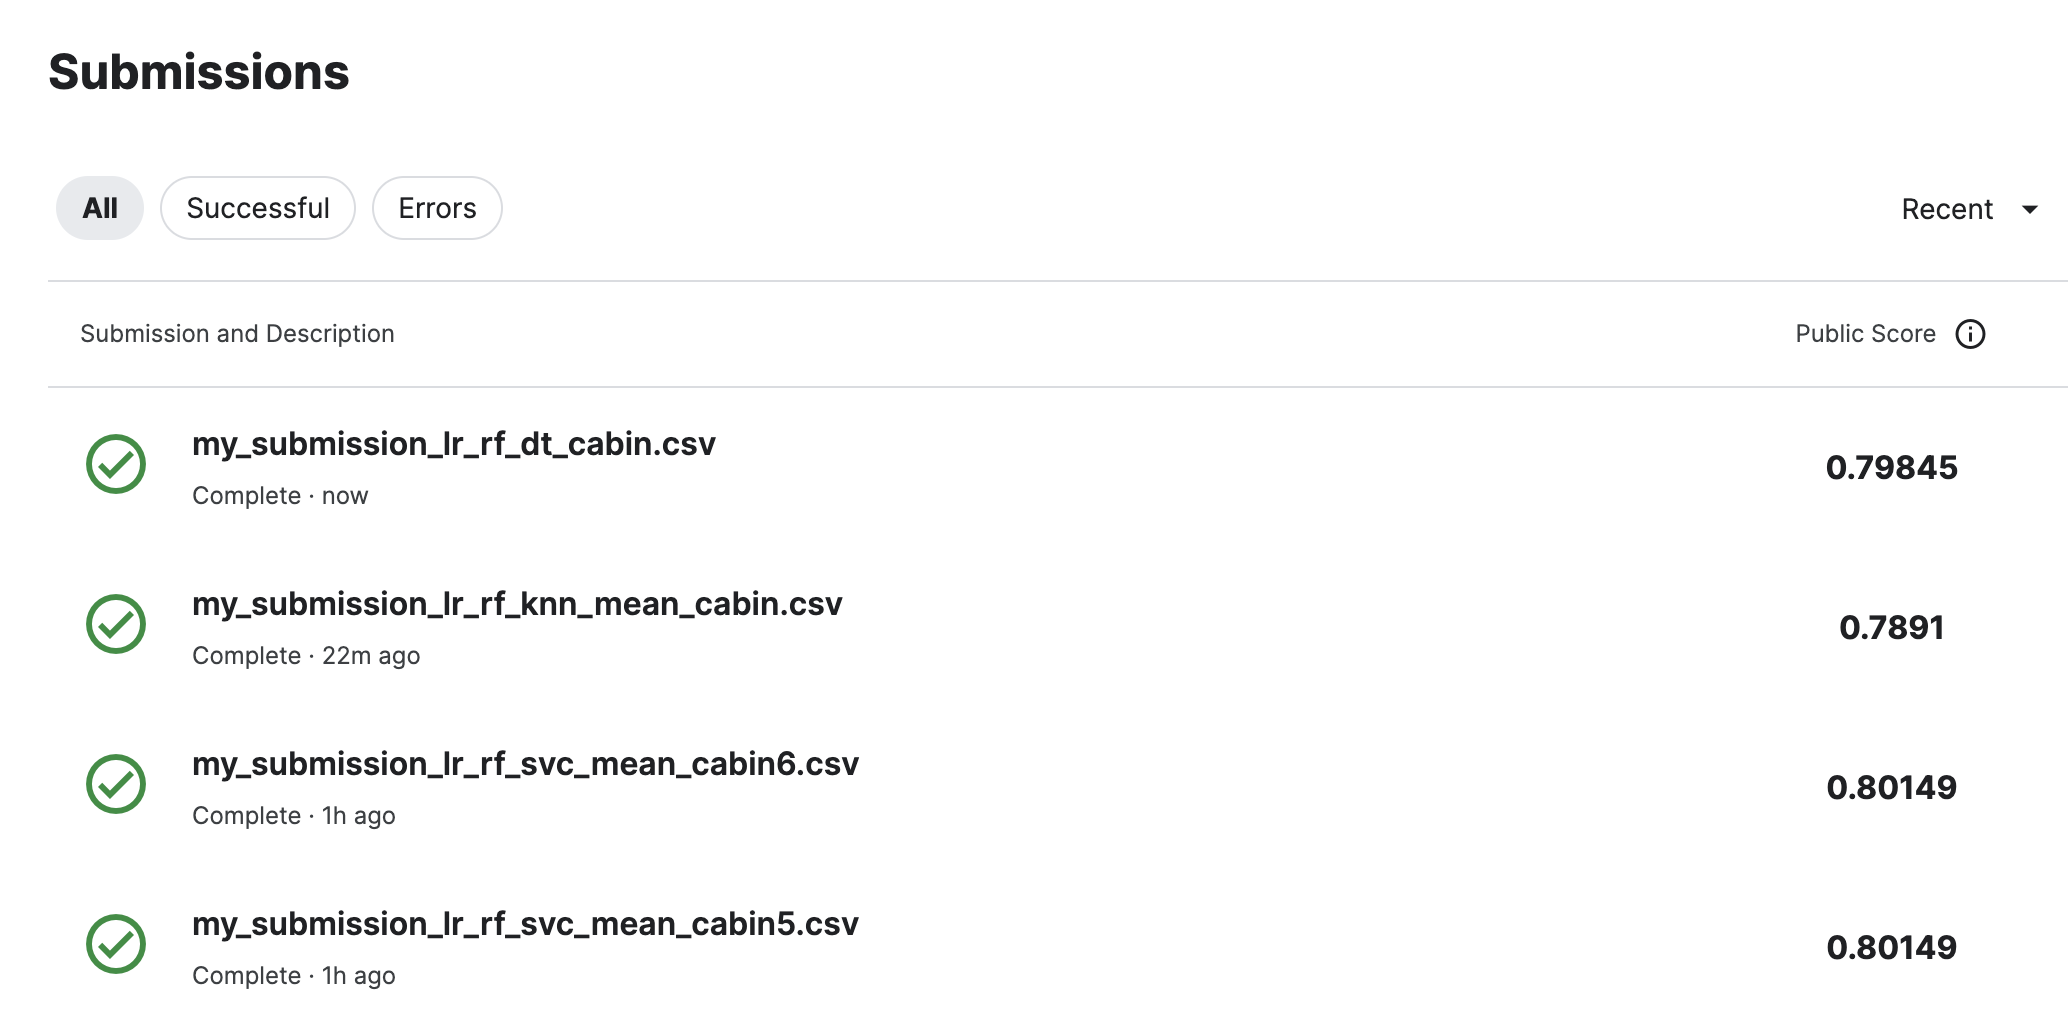 Submissions
All Successful Errors Recent
Submission and Description Public Score
my_submission_lr_rf_dt_cabin.csv 0.79845
Complete · now
my_submission_lr_rf_knn_mean_cabin.csv 0.7891
Complete · 22m ago
my_submission_lr_rf_svc_mean_cabin6.csv 0.80149
Complete · 1h ago
my_submission_lr_rf_svc_mean_cabin5.csv 0.80149
Complete · 1h ago